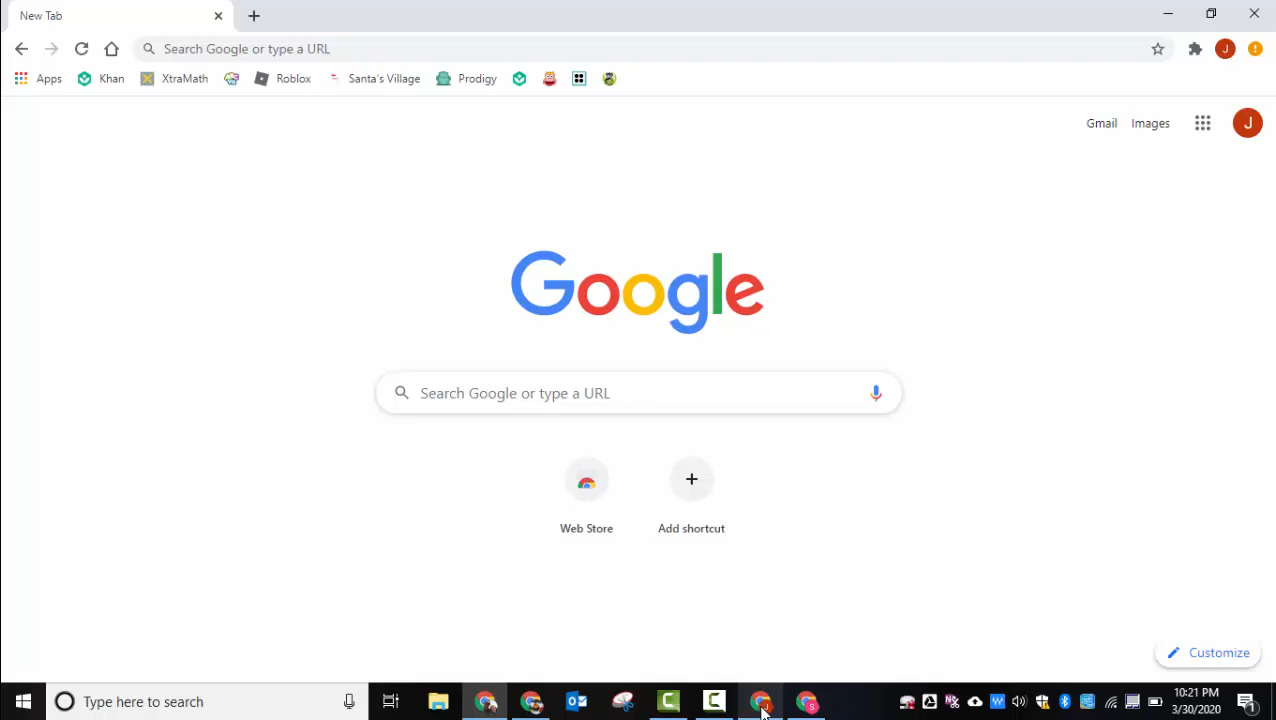 New Tab
Search Google or type a URL
J
Apps Khan XtraMath Roblox Santa's Village Prodigy
Gmail Images J
Google
Search Google or type a URL
Web Store Add shortcut
Customize
Type here to search
10:21 PM
3/30/2020
1